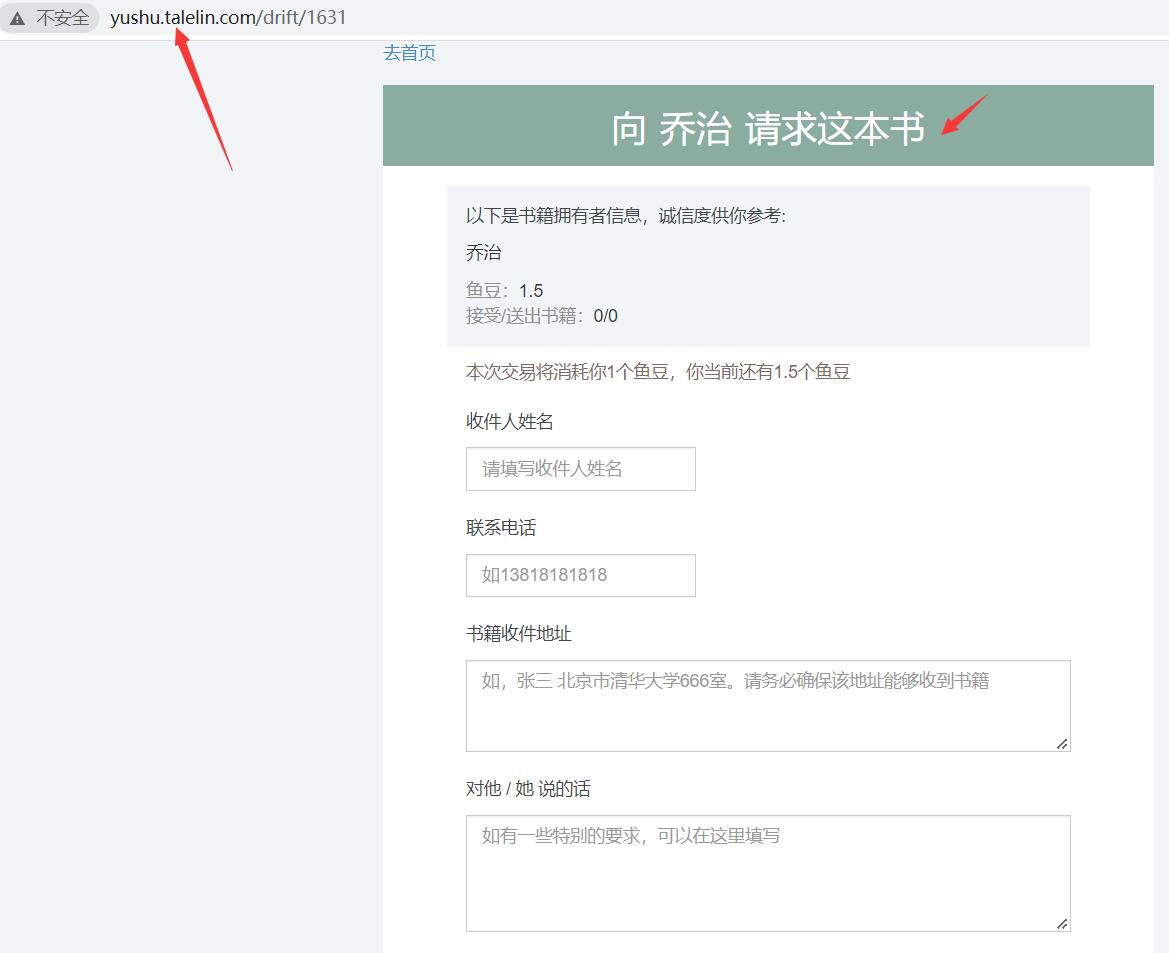 不安全 yushu.talelin.com/drift/1631
去首页
向 乔治 请求这本书
以下是书籍拥有者信息，诚信度供你参考:
乔治
鱼豆：1.5
接受/送出书籍：0/0
本次交易将消耗你1个鱼豆，你当前还有1.5个鱼豆
收件人姓名
请填写收件人姓名
联系电话
如13818181818
书籍收件地址
如，张三 北京市清华大学666室。请务必确保该地址能够收到书籍
对他 / 她 说的话
如有一些特别的要求，可以在这里填写